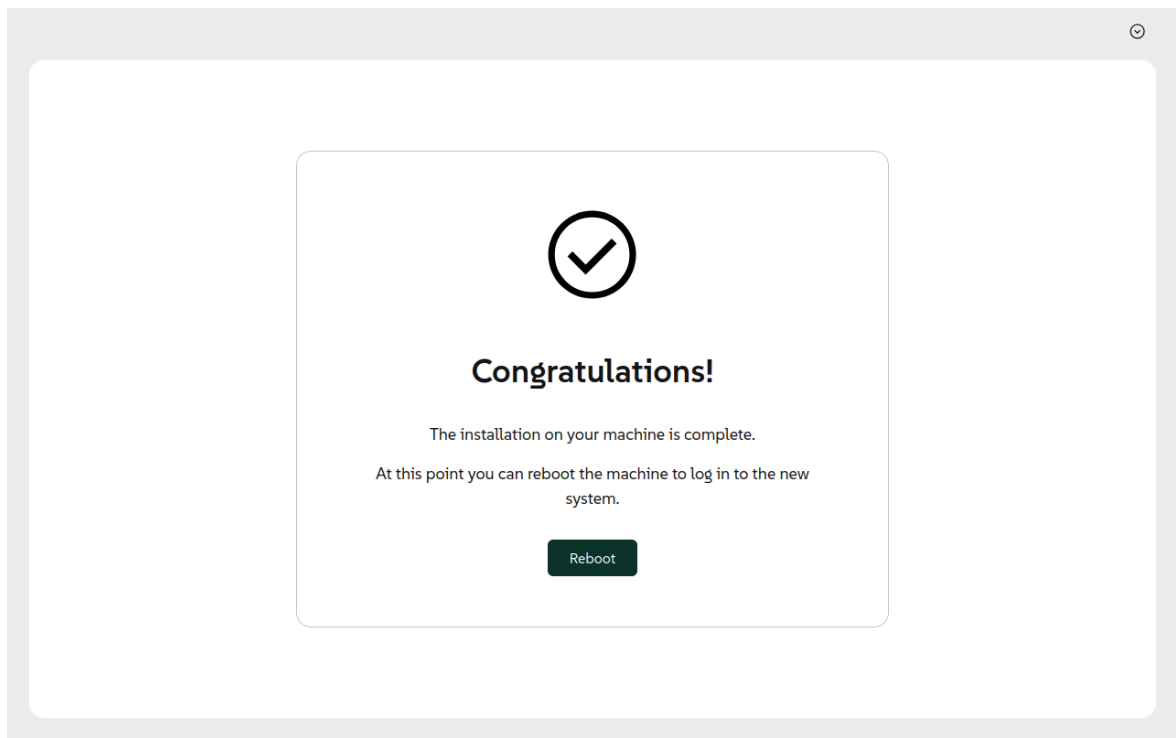 Congratulations!
The installation on your machine is complete.
At this point you can reboot the machine to log in to the new
system.
Reboot